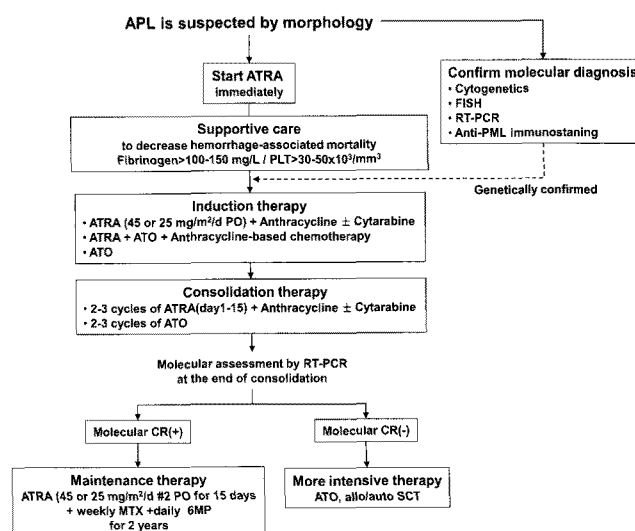 APL is suspected by morphology
Start ATRA
immediately
Confirm molecular diagnosis
• Cytogenetics
• FISH
• RT-PCR
• Anti-PML immunostaning
Supportive care
to decrease hemorrhage-associated mortality
Fibrinogen>100-150 mg/L / PLT>30-50x10³/mm³
Genetically confirmed
Induction therapy
• ATRA (45 or 25 mg/m²/d PO) + Anthracycline ± Cytarabine
• ATRA + ATO + Anthracycline-based chemotherapy
• ATO
Consolidation therapy
• 2-3 cycles of ATRA(day1-15) + Anthracycline ± Cytarabine
• 2-3 cycles of ATO
Molecular assessment by RT-PCR
at the end of consolidation
Molecular CR(+)
Molecular CR(-)
Maintenance therapy
ATRA (45 or 25 mg/m²/d #2 PO for 15 days
+ weekly MTX +daily 6MP
for 2 years
More intensive therapy
ATO, allo/auto SCT